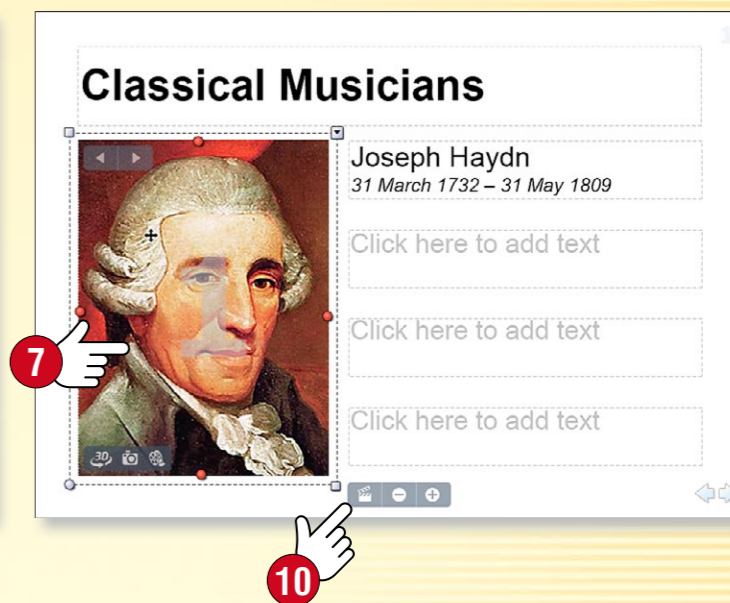 Classical Musicians
Joseph Haydn
31 March 1732 – 31 May 1809
Click here to add text
Click here to add text
Click here to add text
3D
7
10